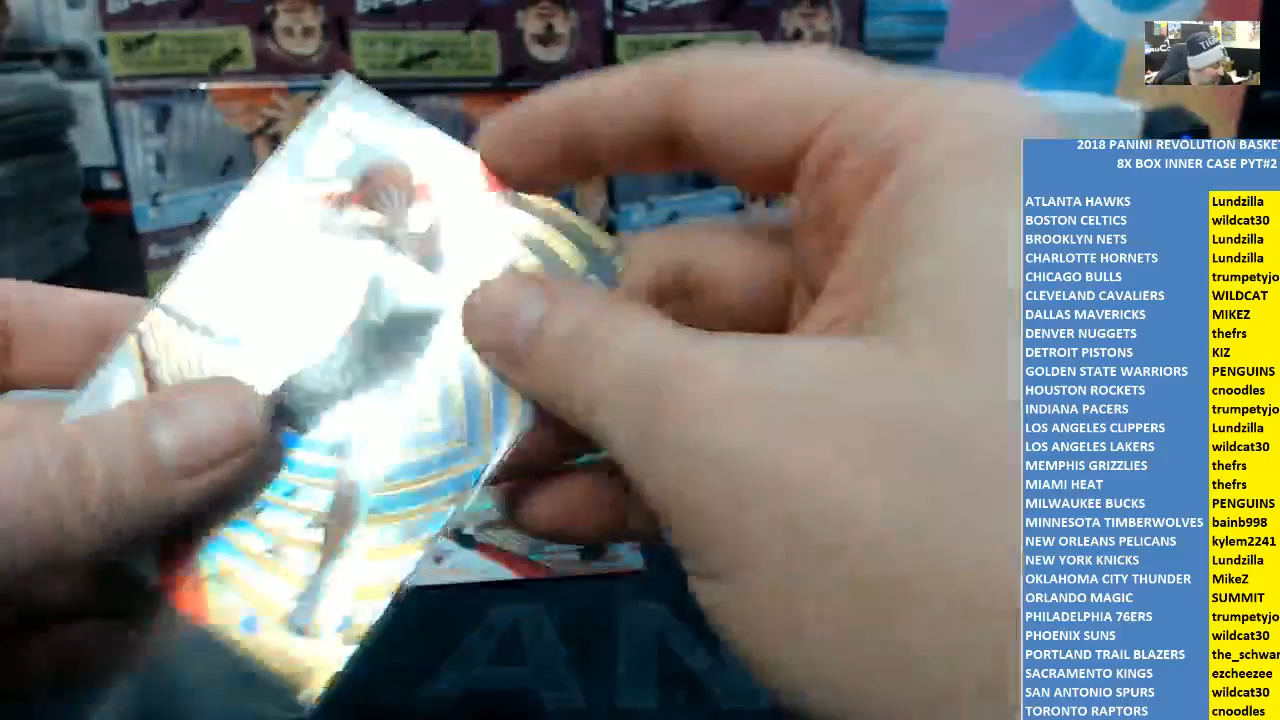 2018 PANINI REVOLUTION BASKE
8X BOX INNER CASE PYT#2
ATLANTA HAWKS Lundzilla
BOSTON CELTICS wildcat30
BROOKLYN NETS Lundzilla
CHARLOTTE HORNETS Lundzilla
CHICAGO BULLS trumpetyjo
CLEVELAND CAVALIERS WILDCAT
DALLAS MAVERICKS MIKEZ
DENVER NUGGETS thefrs
DETROIT PISTONS KIZ
GOLDEN STATE WARRIORS PENGUINS
HOUSTON ROCKETS cnoodles
INDIANA PACERS trumpetyjo
LOS ANGELES CLIPPERS Lundzilla
LOS ANGELES LAKERS wildcat30
MEMPHIS GRIZZLIES thefrs
MIAMI HEAT thefrs
MILWAUKEE BUCKS PENGUINS
MINNESOTA TIMBERWOLVES bainb998
NEW ORLEANS PELICANS kylem2241
NEW YORK KNICKS Lundzilla
OKLAHOMA CITY THUNDER MikeZ
ORLANDO MAGIC SUMMIT
PHILADELPHIA 76ERS trumpetyjo
PHOENIX SUNS wildcat30
PORTLAND TRAIL BLAZERS the_schwar
SACRAMENTO KINGS ezcheezee
SAN ANTONIO SPURS wildcat30
TORONTO RAPTORS cnoodles